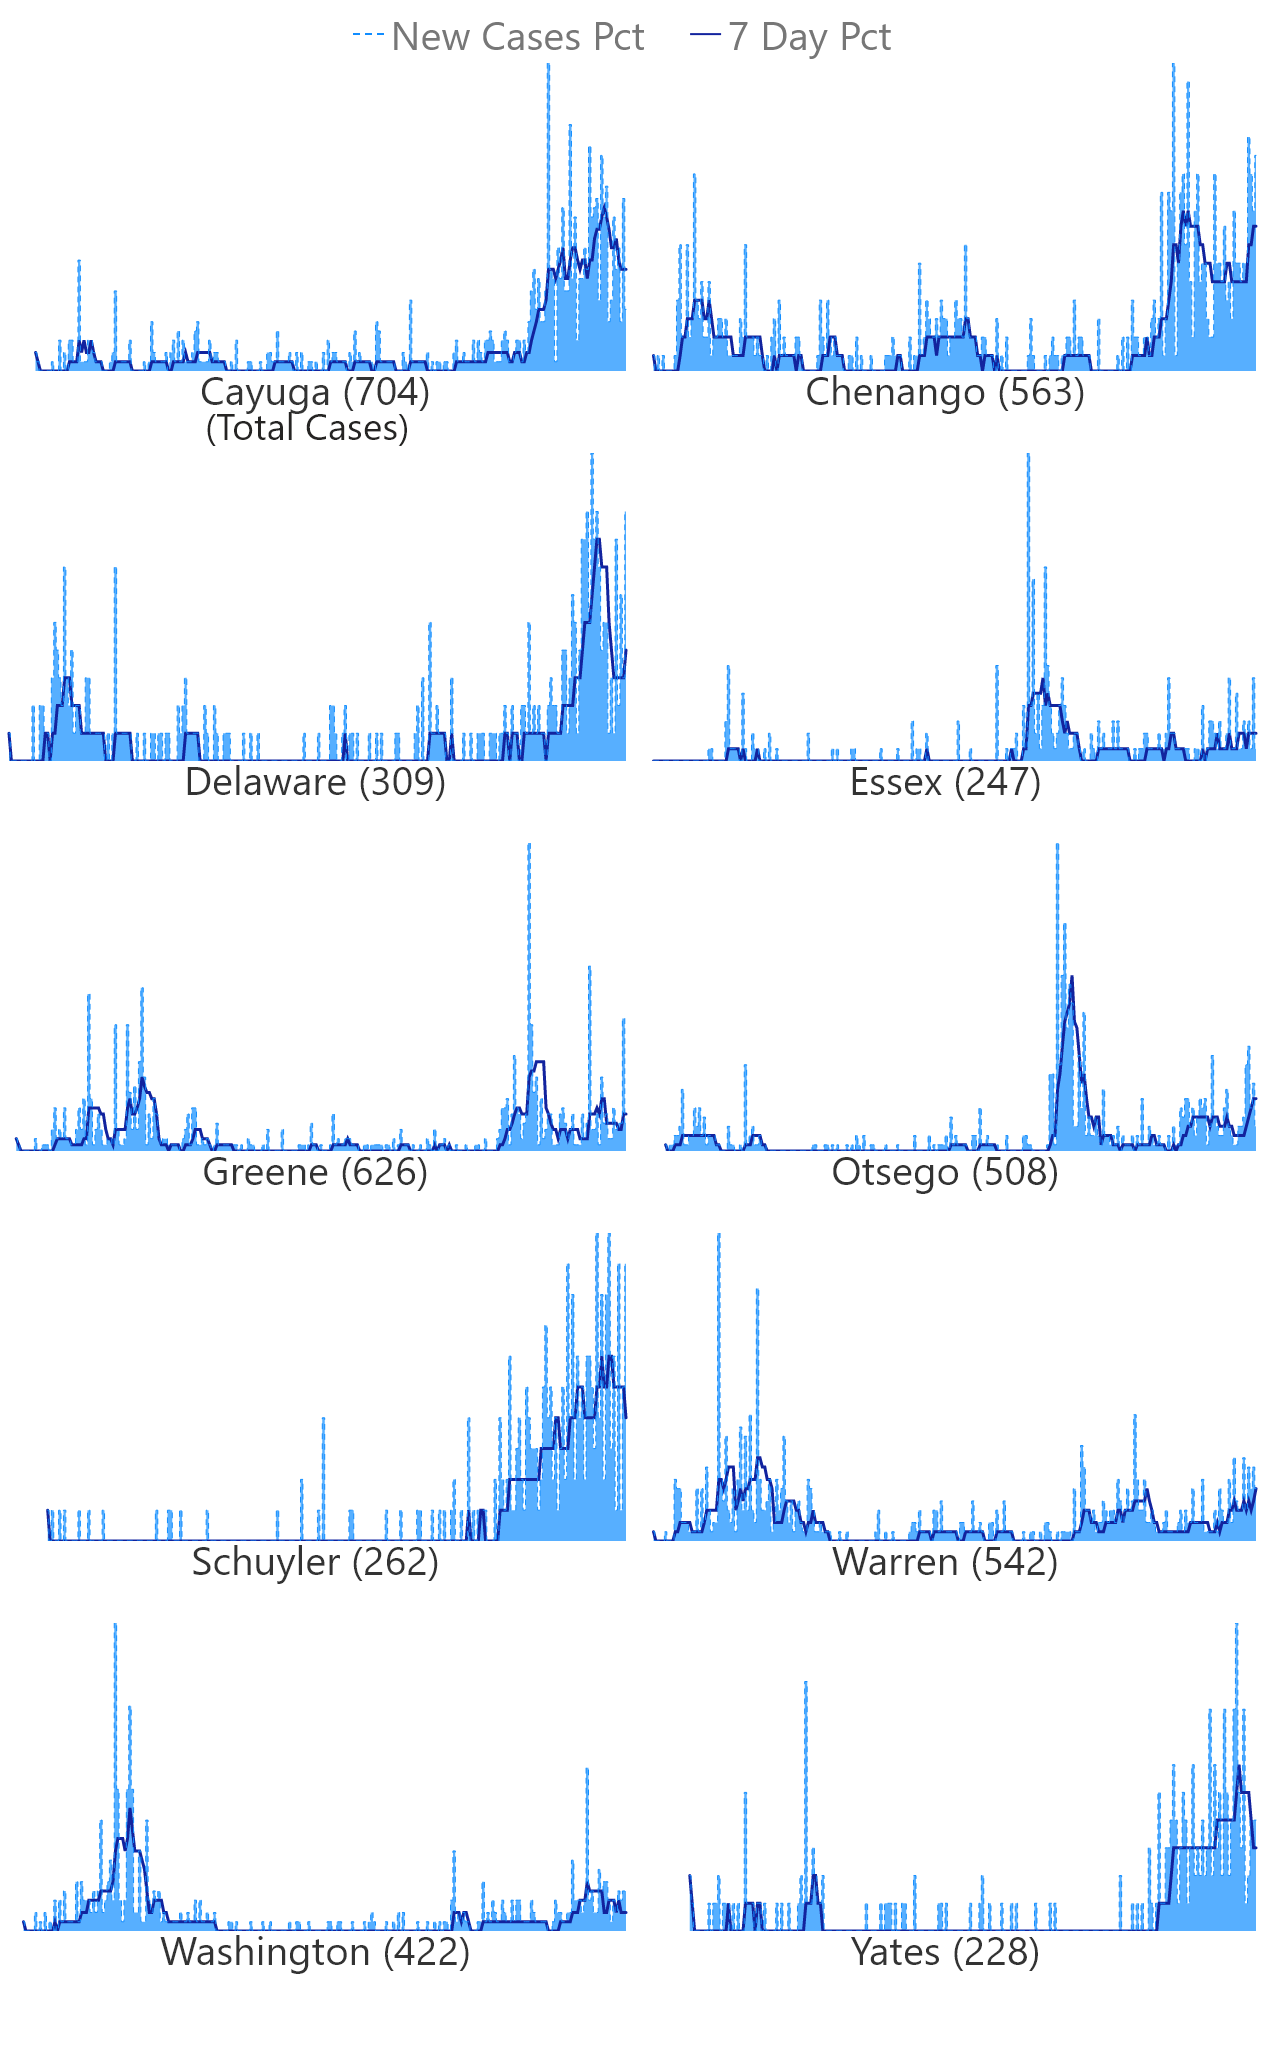 New Cases Pct 7 Day Pct
Cayuga (704) Chenango (563)
(Total Cases)
Delaware (309) Essex (247)
Greene (626) Otsego (508)
Schuyler (262) Warren (542)
Washington (422) Yates (228)